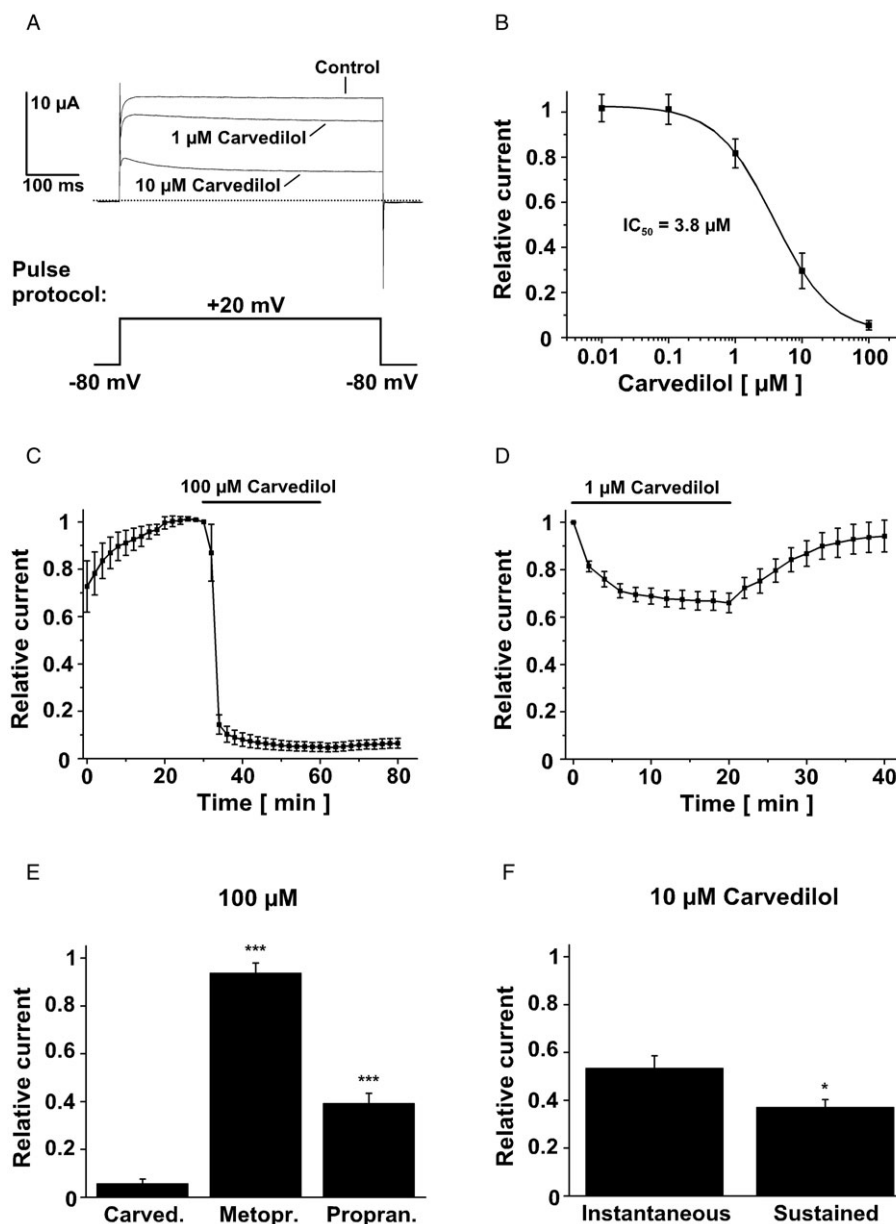 A
Control
10 µA
1 µM Carvedilol
100 ms
10 µM Carvedilol
Pulse
protocol:
+20 mV
-80 mV
-80 mV
B
Relative current
1
0.8
0.6
0.4
0.2
0
IC50 = 3.8 µM
0.01 0.1 1 10 100
Carvedilol [ µM ]
C
100 µM Carvedilol
Relative current
1
0.8
0.6
0.4
0.2
0
0 20 40 60 80
Time [ min ]
D
1 µM Carvedilol
Relative current
1
0.8
0.6
0.4
0.2
0
0 10 20 30 40
Time [ min ]
E
100 µM
Relative current
1
0.8
0.6
0.4
0.2
0
***
***
Carved. Metopr. Propran.
F
10 µM Carvedilol
Relative current
1
0.8
0.6
0.4
0.2
0
*
Instantaneous Sustained